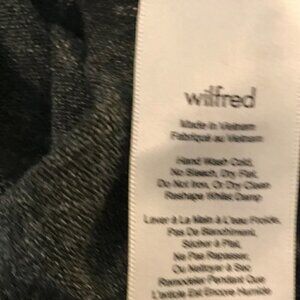 wilfred
Made in Vietnam
Fabriqué au Vietnam
Hand Wash Cold,
No Bleach, Dry Flat,
Do Not Iron, Or Dry Clean
Reshape Whilst Damp
Laver à La Main à L'eau Froide,
Pas De Blanchiment,
Sécher à Plat,
Ne Pas Repasser,
Ou Nettoyer à Sec
Remodeler Pendant Que
L'article Est Encore Humide